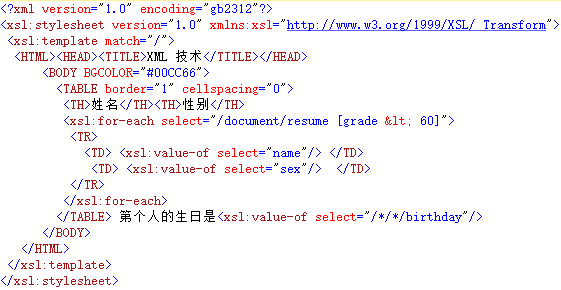 <?xml version="1.0" encoding="gb2312"?>
<xsl:stylesheet version="1.0" xmlns:xsl="http://www.w3.org/1999/XSL/ Transform">
<xsl:template match="/">
<HTML><HEAD><TITLE>XML 技术</TITLE></HEAD>
<BODY BGCOLOR="#00CC66">
<TABLE border="1" cellspacing="0">
<TH>姓名</TH><TH>性别</TH>
<xsl:for-each select="/document/resume [grade &lt; 60]">
<TR>
<TD> <xsl:value-of select="name"/> </TD>
<TD> <xsl:value-of select="sex"/>  </TD>
</TR>
</xsl:for-each>
</TABLE> 第个人的生日是<xsl:value-of select="/*/*/birthday"/>
</BODY>
</HTML>
</xsl:template>
</xsl:stylesheet>